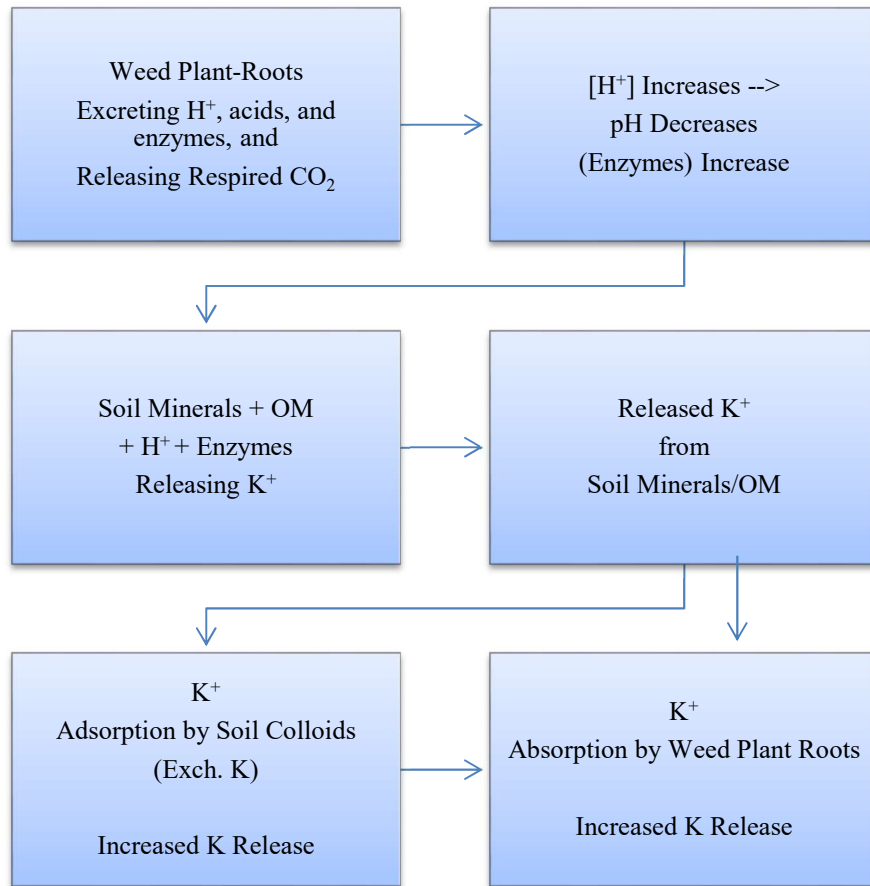 Weed Plant-Roots
Excreting H⁺, acids, and
enzymes, and
Releasing Respired CO₂
[H⁺] Increases -->
pH Decreases
(Enzymes) Increase
Soil Minerals + OM
+ H⁺ + Enzymes
Releasing K⁺
Released K⁺
from
Soil Minerals/OM
K⁺
Adsorption by Soil Colloids
(Exch. K)
Increased K Release
K⁺
Absorption by Weed Plant Roots
Increased K Release